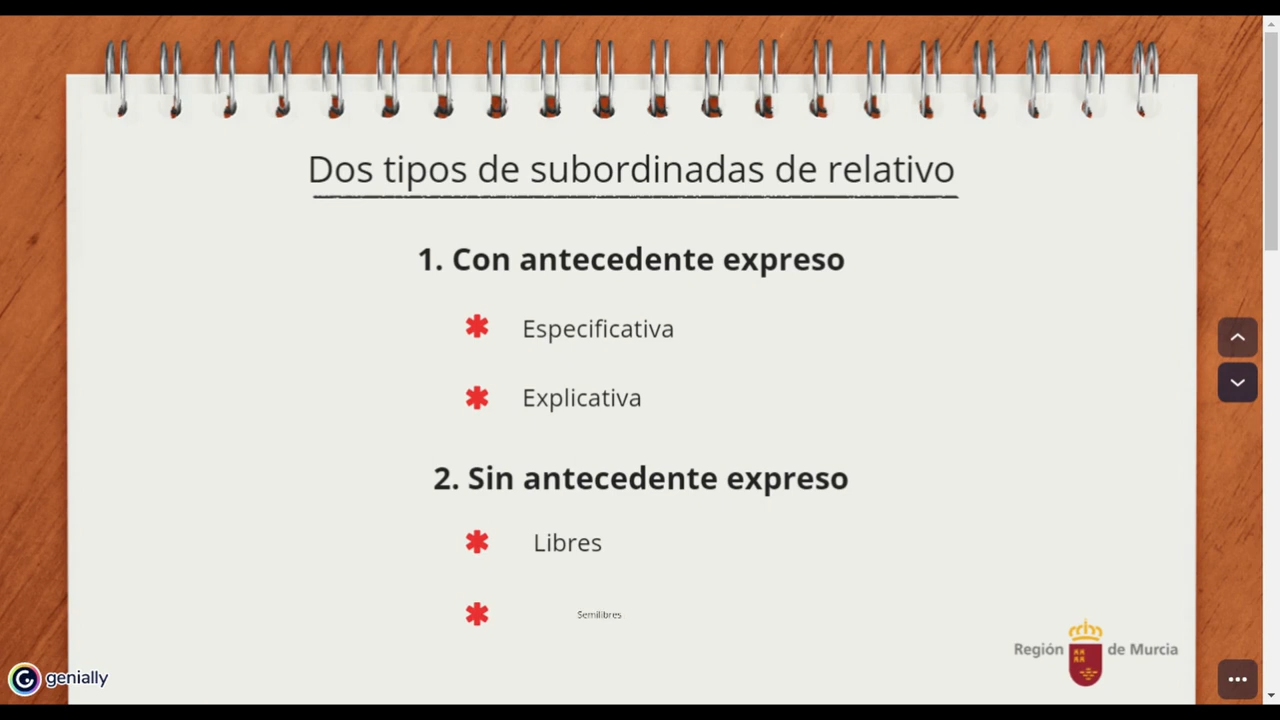 Dos tipos de subordinadas de relativo
1. Con antecedente expreso
Especificativa
Explicativa
2. Sin antecedente expreso
Libres
Semilibres
Región de Murcia
genially